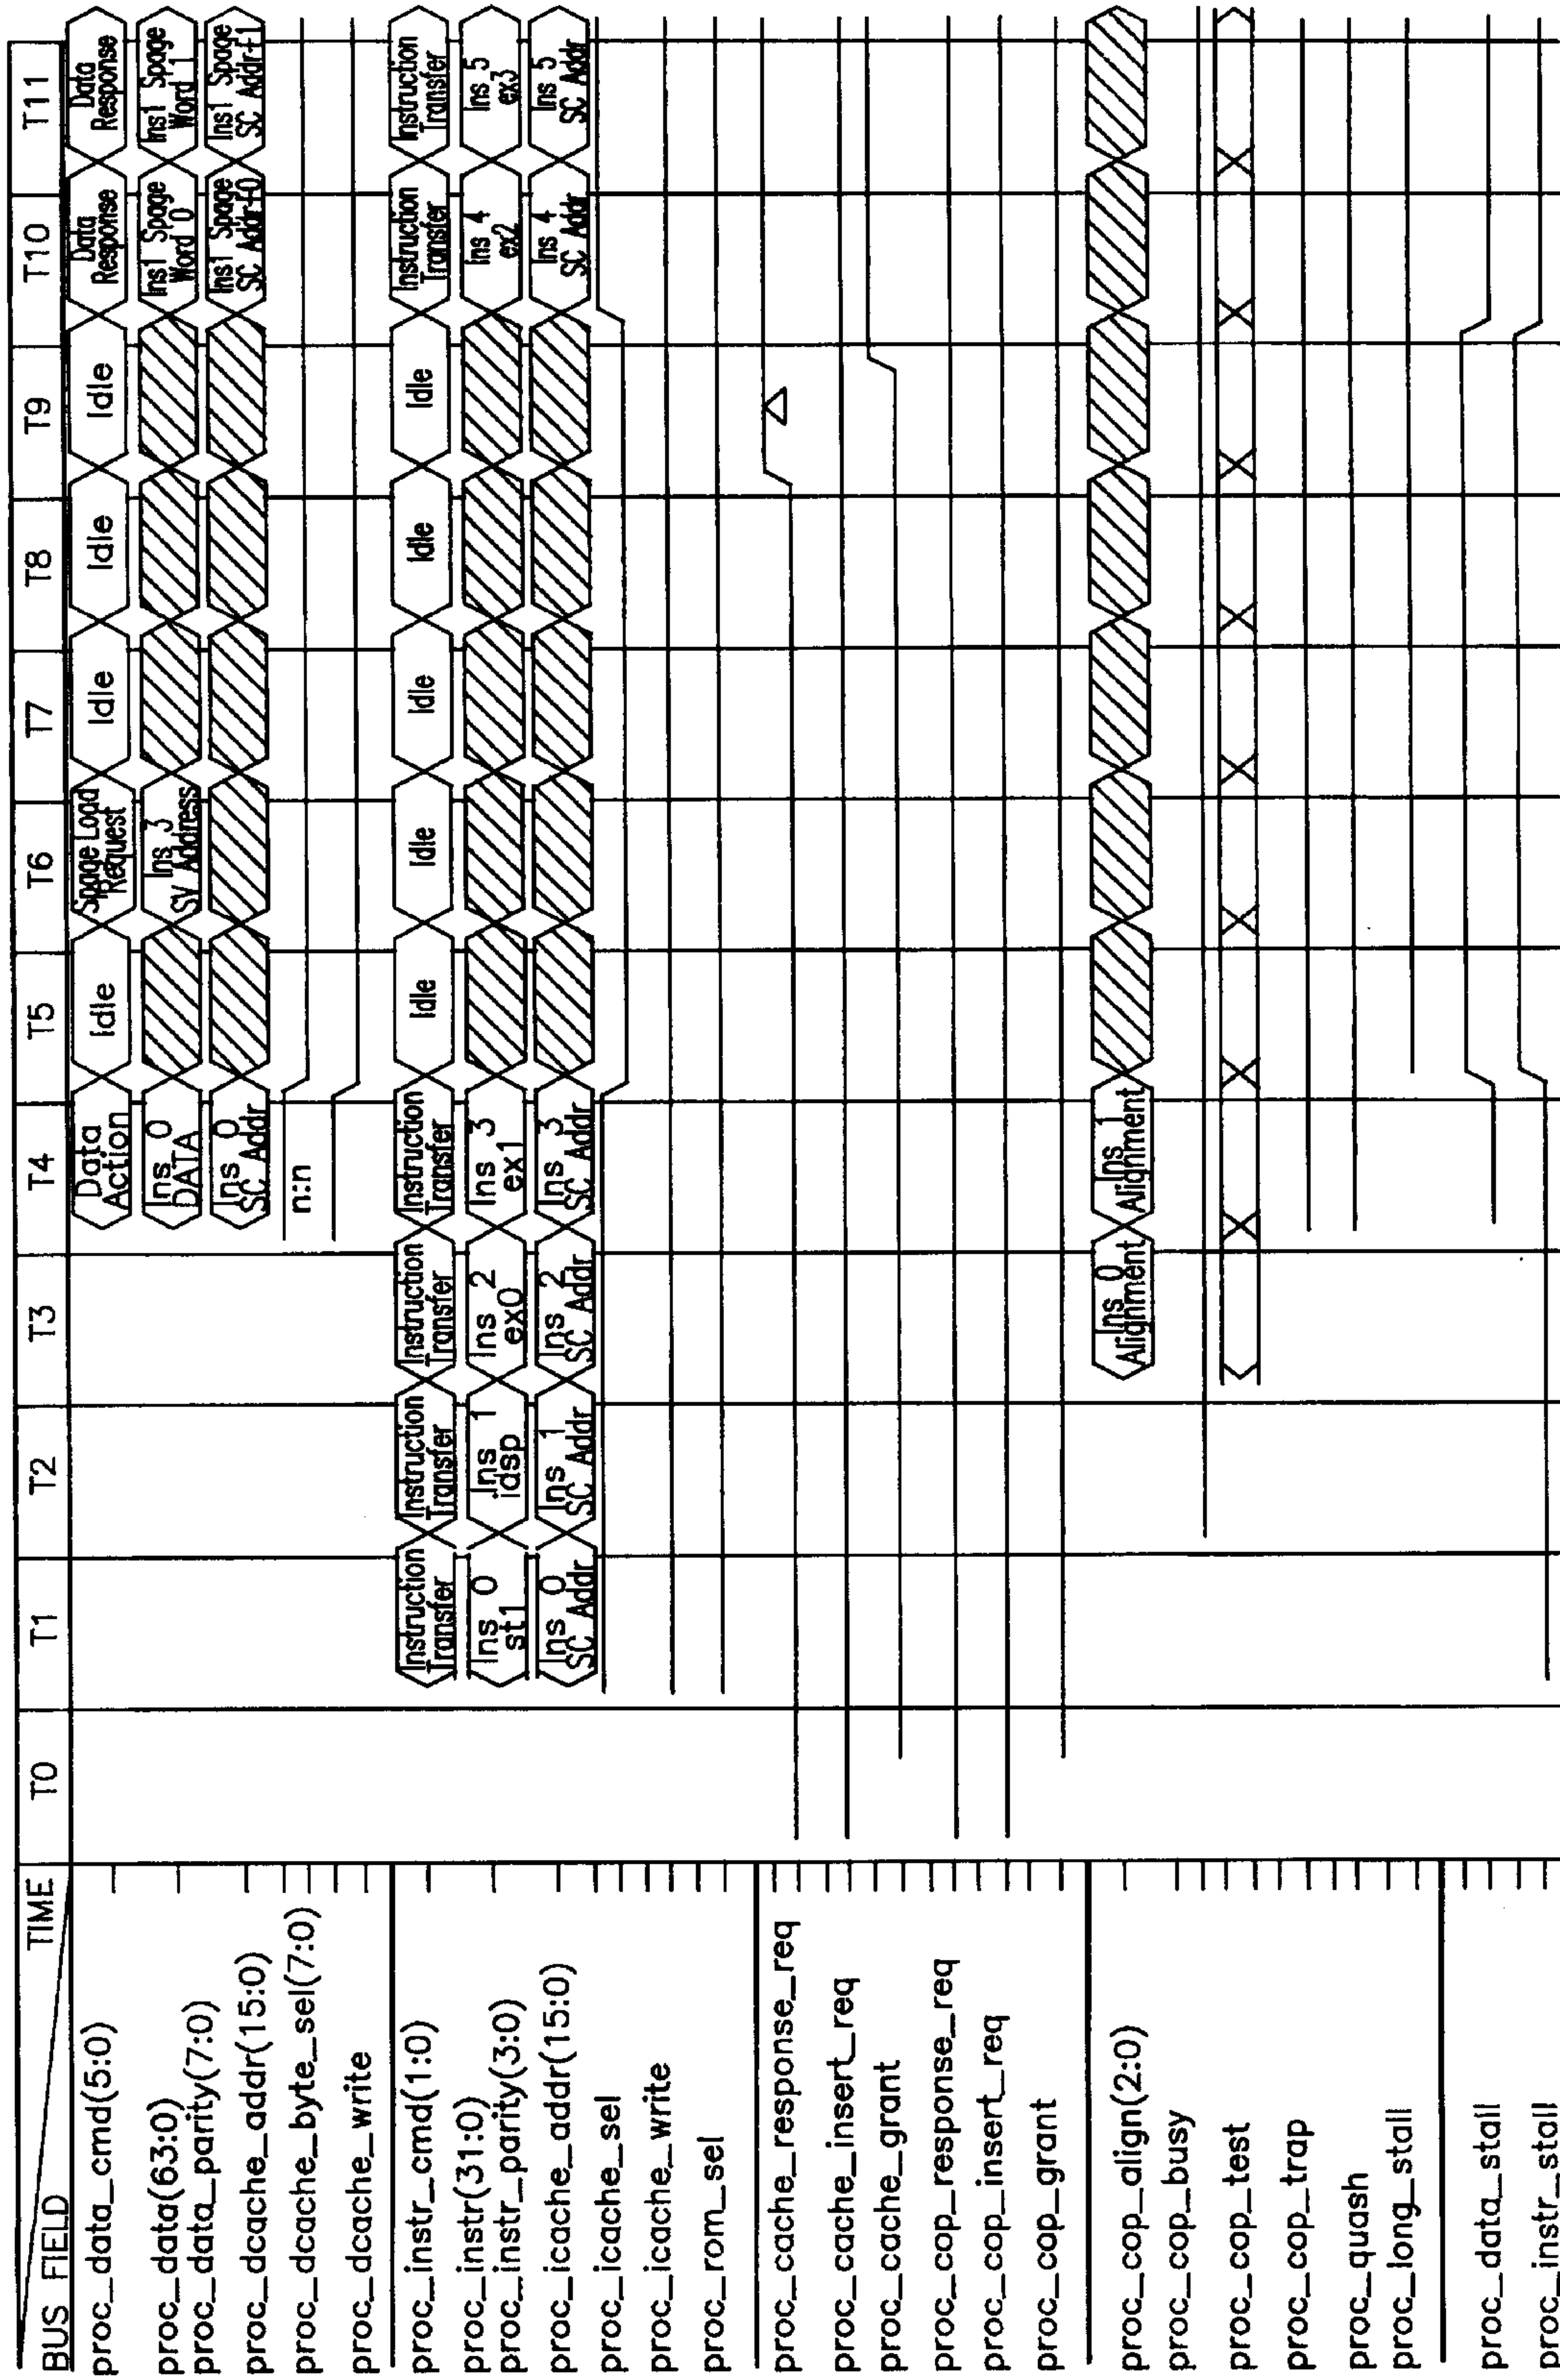 BUS FIELD TIME T0 T1 T2 T3 T4 T5 T6 T7 T8 T9 T10 T11
proc_data_cmd(5:0) Data Action Idle Spage Load Request Idle Idle Idle Data Response Data Response
proc_data(63:0)
proc_data_parity(7:0) Ins 0 DATA Ins 3 SV Address Ins1 Spage Word 0 Ins1 Spage Word 1
proc_dcache_addr(15:0) Ins 0 SC Addr Ins1 Spage SC Addr+0 Ins1 Spage SC Addr+1
proc_dcache_byte_sel(7:0) n:n
proc_dcache_write
proc_instr_cmd(1:0) Instruction Transfer Instruction Transfer Instruction Transfer Instruction Transfer Idle Idle Idle Idle Idle Instruction Transfer Instruction Transfer
proc_instr(31:0)
proc_instr_parity(3:0) Ins 0 st1 Ins 1 ldsp Ins 2 ex0 Ins 3 ex1 Ins 4 ex2 Ins 5 ex3
proc_icache_addr(15:0) Ins 0 SC Addr Ins 1 SC Addr Ins 2 SC Addr Ins 3 SC Addr Ins 4 SC Addr Ins 5 SC Addr
proc_icache_sel
proc_icache_write
proc_rom_sel
proc_cache_response_req
proc_cache_insert_req
proc_cache_grant
proc_cop_response_req
proc_cop_insert_req
proc_cop_grant
proc_cop_align(2:0) Ins 0 Alignment Ins 1 Alignment
proc_cop_busy
proc_cop_test
proc_cop_trap
proc_quash
proc_long_stall
proc_data_stall
proc_instr_stall